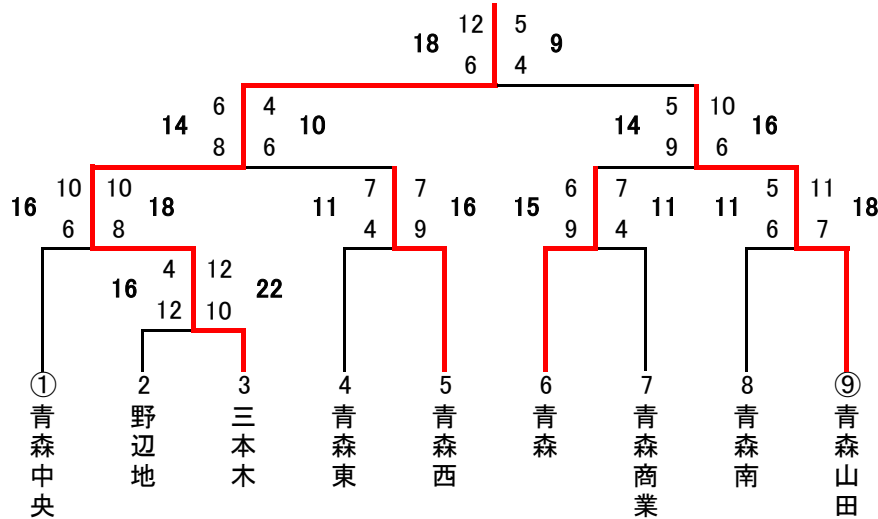 12 5
18 9
6 4
6 4 5 10
14 10 14 16
8 6 9 6
10 10 7 7 6 7 5 11
16 18 11 16 15 11 11 18
6 8 4 9 9 4 6 7
4 12
16 22
12 10
① 2 3 4 5 6 7 8 ⑨
青森中央
野辺地
三本木
青森東
青森西
青森
青森商業
青森南
青森山田